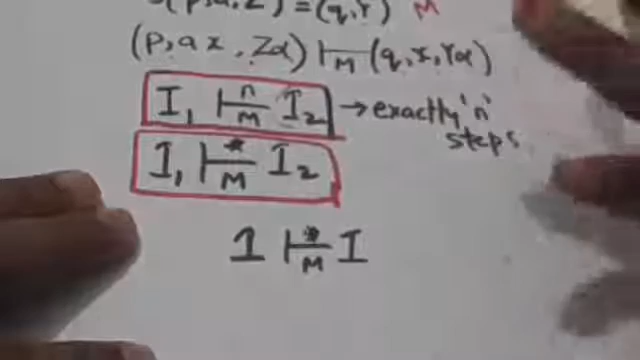 (p,a,Z) = (q,γ) M
(p, ax, Zα) ⊢M (q, x, γα)
I₁ ⊢ⁿM I₂ → exactly 'n'
steps
I₁ ⊢*M I₂
I ⊢*M I